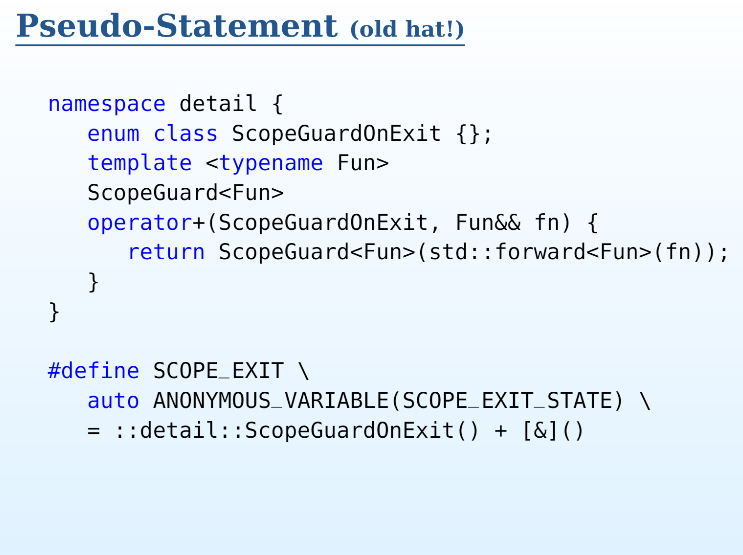 Pseudo-Statement (old hat!)
namespace detail {
   enum class ScopeGuardOnExit {};
   template <typename Fun>
   ScopeGuard<Fun>
   operator+(ScopeGuardOnExit, Fun&& fn) {
      return ScopeGuard<Fun>(std::forward<Fun>(fn));
   }
}

#define SCOPE_EXIT \
   auto ANONYMOUS_VARIABLE(SCOPE_EXIT_STATE) \
   = ::detail::ScopeGuardOnExit() + [&]()